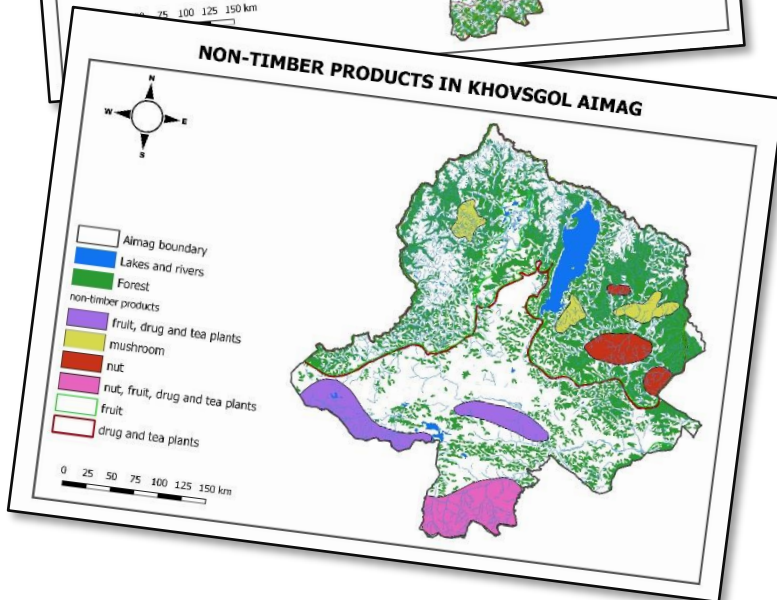 75 100 125 150 km
NON-TIMBER PRODUCTS IN KHOVSGOL AIMAG
N
W E
S
Aimag boundary
Lakes and rivers
Forest
non-timber products
fruit, drug and tea plants
mushroom
nut
nut, fruit, drug and tea plants
fruit
drug and tea plants
0 25 50 75 100 125 150 km